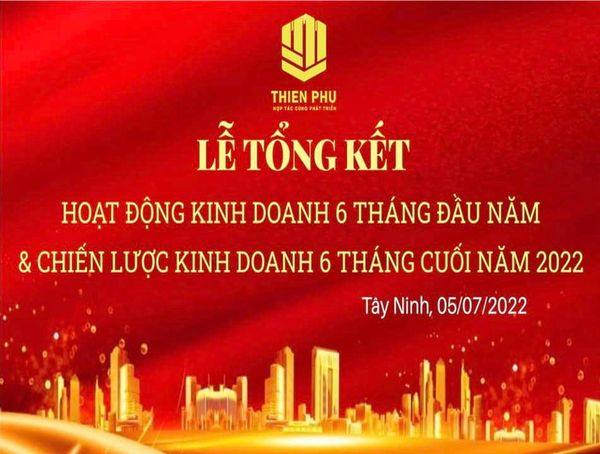 THIEN PHU
HỢP TÁC CÙNG PHÁT TRIỂN
LỄ TỔNG KẾT
HOẠT ĐỘNG KINH DOANH 6 THÁNG ĐẦU NĂM
& CHIẾN LƯỢC KINH DOANH 6 THÁNG CUỐI NĂM 2022
Tây Ninh, 05/07/2022